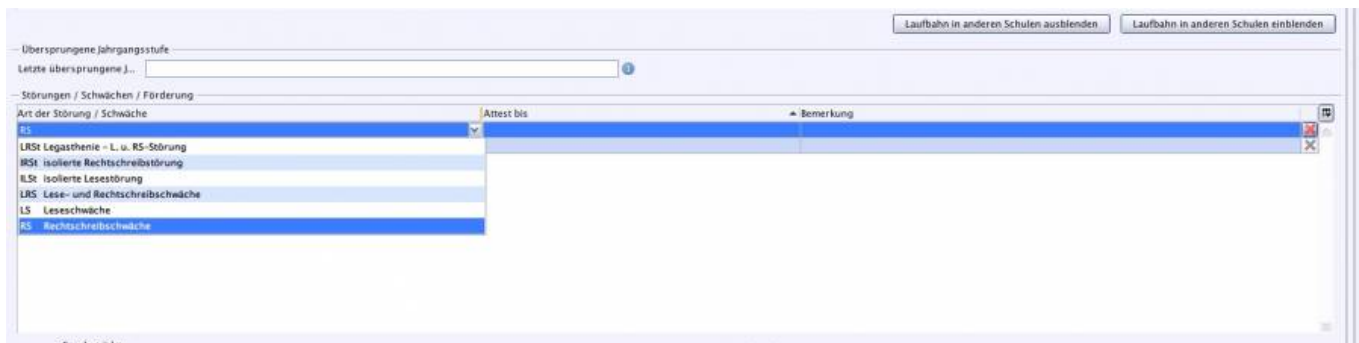 Laufbahn in anderen Schulen ausblenden Laufbahn in anderen Schulen einblenden
Übersprungene Jahrgangsstufe
Letzte übersprungene J...
Störungen / Schwächen / Förderung
Art der Störung / Schwäche Attest bis Bemerkung
RS
LRSt Legasthenie - L. u. RS-Störung
IRSt isolierte Rechtschreibstörung
ILSt Isolierte Lesestörung
LRS Lese- und Rechtschreibschwäche
LS Leseschwäche
RS Rechtschreibschwäche